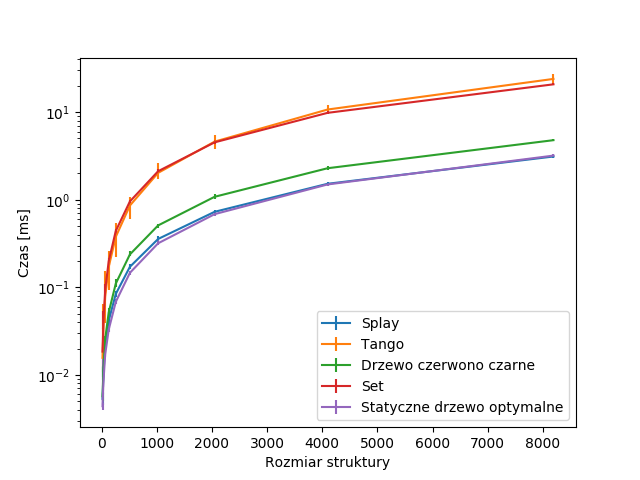 10¹
10⁰
10⁻¹
10⁻²
Czas [ms]
Splay
Tango
Drzewo czerwono czarne
Set
Statyczne drzewo optymalne
0 1000 2000 3000 4000 5000 6000 7000 8000
Rozmiar struktury